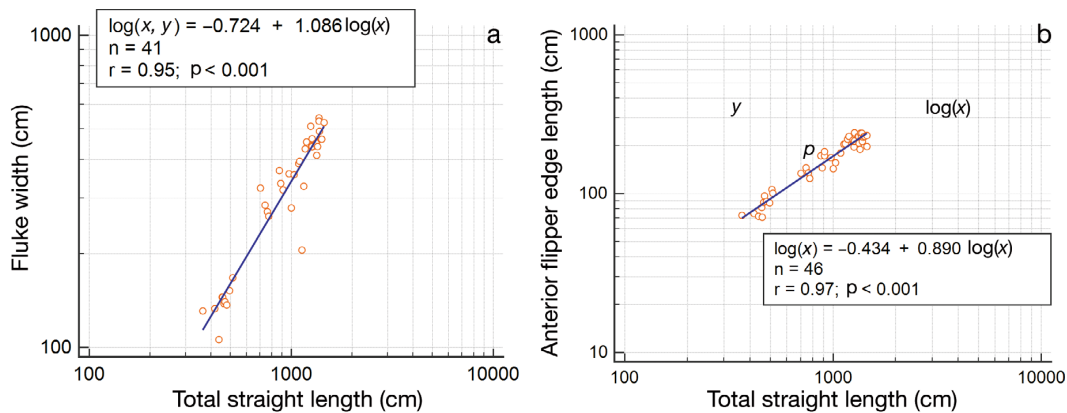 log(x, y) = −0.724 + 1.086 log(x)
n = 41
r = 0.95; p < 0.001
a
1000
100
Fluke width (cm)
100 1000 10000
Total straight length (cm)
b
1000
y log(x)
p
100
log(x) = −0.434 + 0.890 log(x)
n = 46
r = 0.97; p < 0.001
10
Anterior flipper edge length (cm)
100 1000 10000
Total straight length (cm)